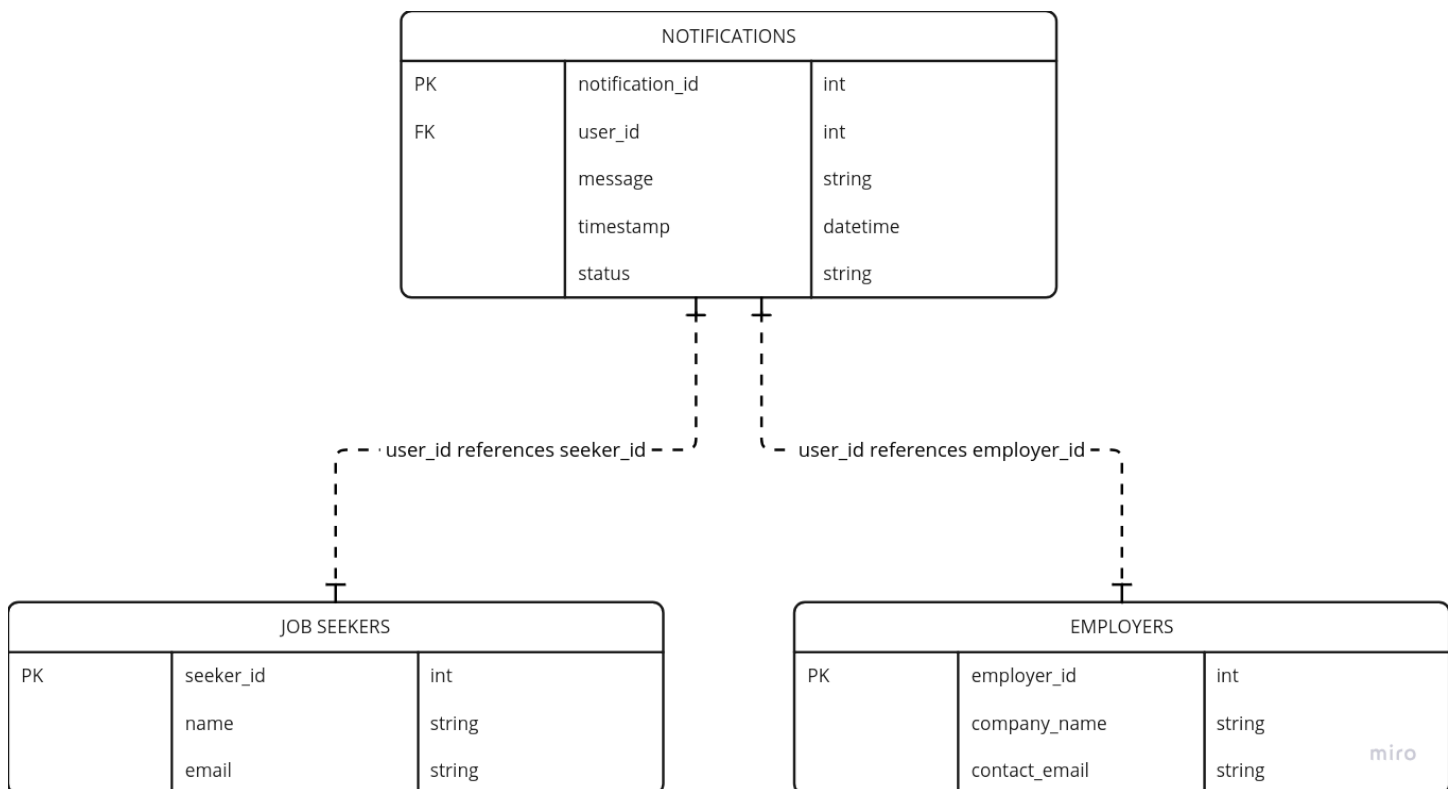 NOTIFICATIONS
PK notification_id int
FK user_id int
message string
timestamp datetime
status string
user_id references seeker_id
user_id references employer_id
JOB SEEKERS
PK seeker_id int
name string
email string
EMPLOYERS
PK employer_id int
company_name string
contact_email string
miro